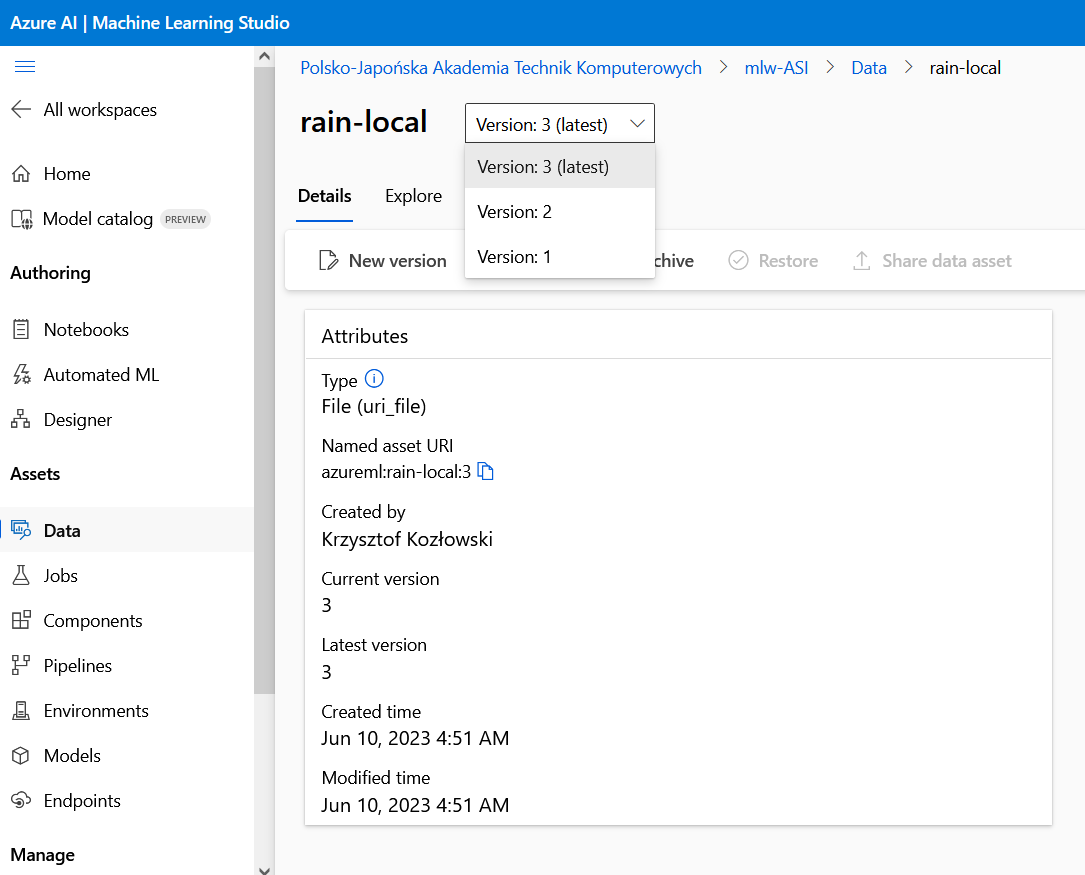 Azure AI | Machine Learning Studio
All workspaces
Home
Model catalog PREVIEW
Authoring
Notebooks
Automated ML
Designer
Assets
Data
Jobs
Components
Pipelines
Environments
Models
Endpoints
Manage
Polsko-Japońska Akademia Technik Komputerowych > mlw-ASI > Data > rain-local
rain-local
Version: 3 (latest)
Version: 3 (latest)
Version: 2
Version: 1
Details Explore
New version chive Restore Share data asset
Attributes
Type
File (uri_file)
Named asset URI
azureml:rain-local:3
Created by
Krzysztof Kozłowski
Current version
3
Latest version
3
Created time
Jun 10, 2023 4:51 AM
Modified time
Jun 10, 2023 4:51 AM